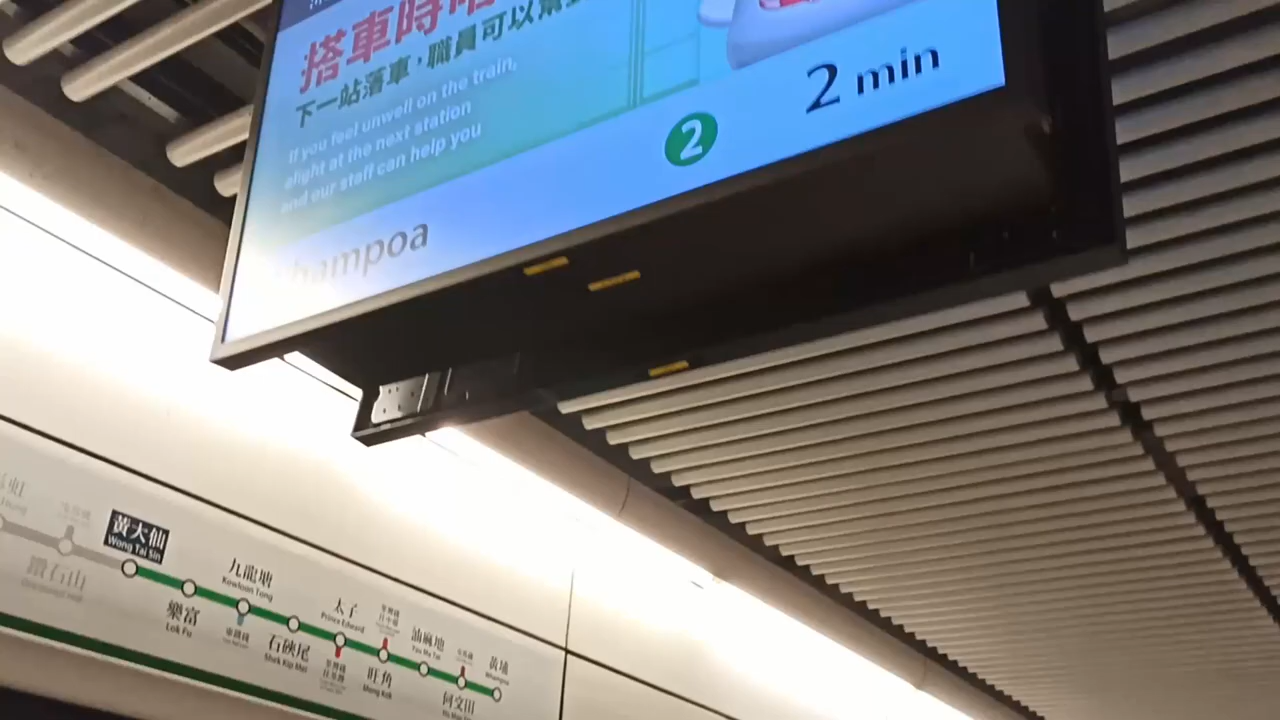 搭車時
下一站落車，職員可以幫
If you feel unwell on the train,
alight at the next station
and our staff can help you
2 min
2
hampoa
黃大仙
Wong Tai Sin
鑽石山
樂富
Lok Fu
九龍塘
Kowloon Tong
東鐵綫
石硤尾
Shek Kip Mei
太子
Prince Edward
旺角
Mong Kok
油麻地
Yau Ma Tei
何文田
黃埔
Whampoa